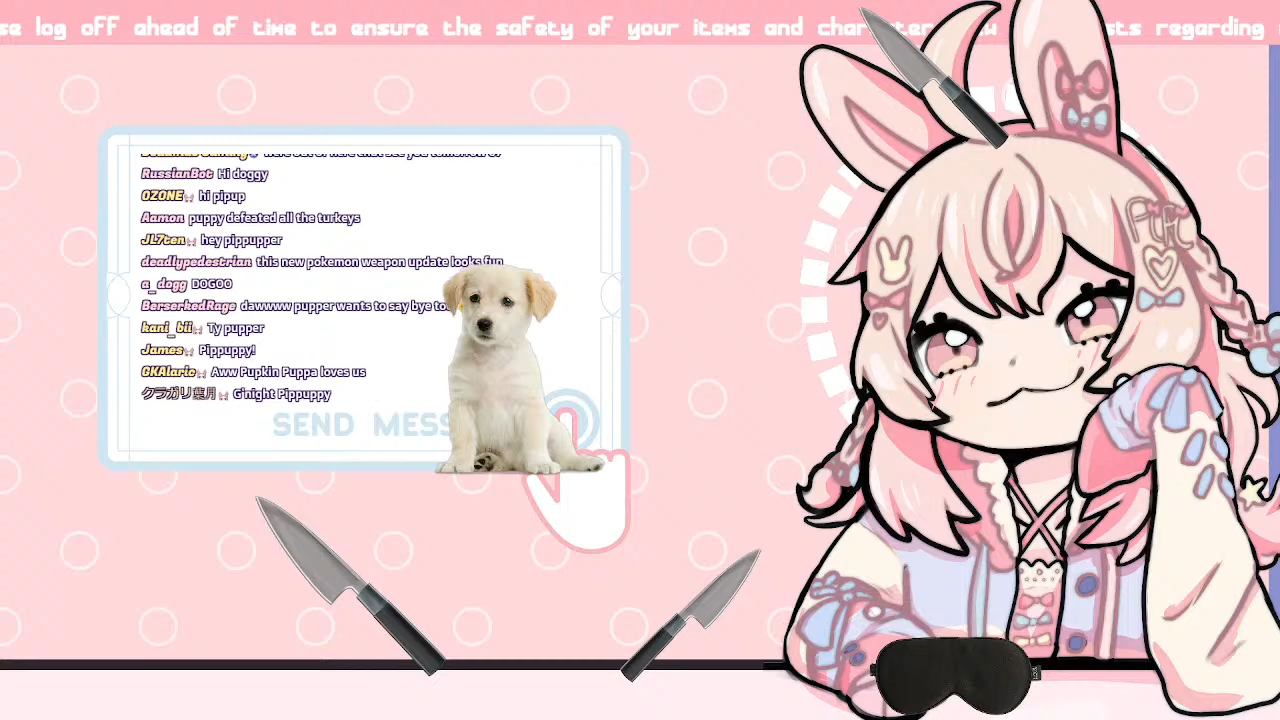 se log off ahead of time to ensure the safety of your items and character sts regarding
RussianBot Hi doggy
OZONE hi pipup
Aamon puppy defeated all the turkeys
JL7ten hey pippupper
deadlypedestrian this new pokemon weapon update looks fun
a_dogg DOGOO
BerserkedRage dawwww pupper wants to say bye to
kani_bii Ty pupper
James Pippuppy!
GKAlaric Aww Pupkin Puppa loves us
クラガリ葉月 G'night Pippuppy
SEND MESS